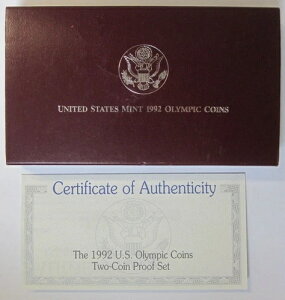 UNITED STATES MINT 1992 OLYMPIC COINS
Certificate of Authenticity
The 1992 U.S. Olympic Coins
Two-Coin Proof Set